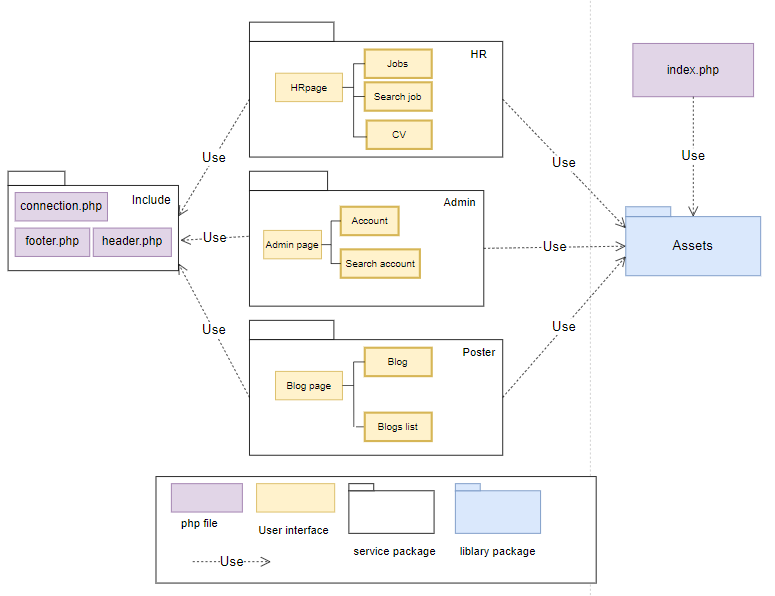 HR
index.php
Jobs
HRpage
Search job
CV
Use
Use
Use
Include
connection.php
footer.php
header.php
Admin
Account
Admin page
Search account
Use
Use
Assets
Use
Use
Poster
Blog
Blog page
Blogs list
php file
User interface
service package
liblary package
Use